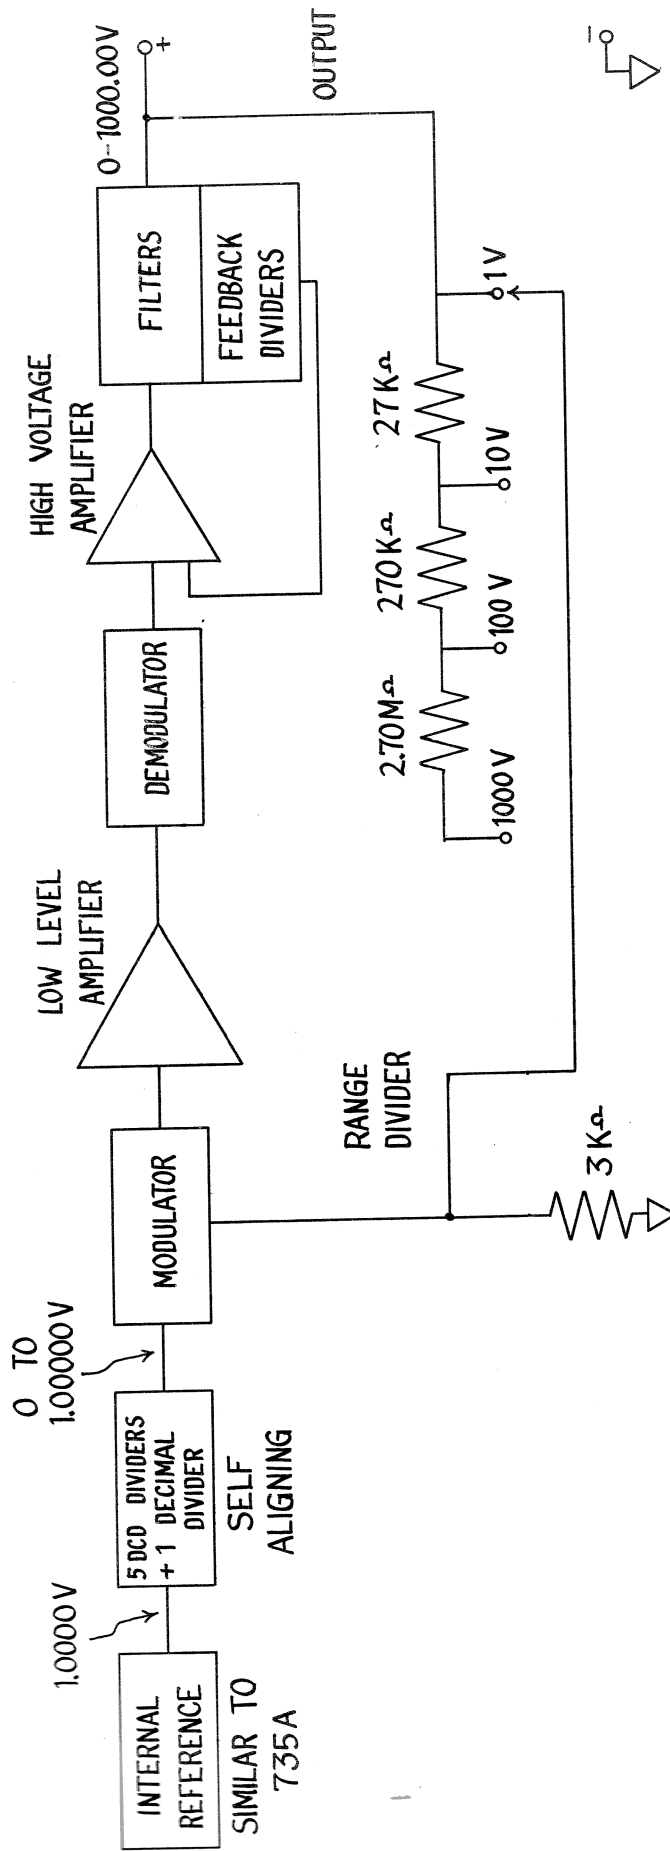 INTERNAL
REFERENCE
SIMILAR TO
735A
1.0000V
5 DCD DIVIDERS
+ 1 DECIMAL
DIVIDER
SELF
ALIGNING
0 TO
1.00000V
MODULATOR
LOW LEVEL
AMPLIFIER
DEMODULATOR
HIGH VOLTAGE
AMPLIFIER
FILTERS
FEEDBACK
DIVIDERS
0-1000.00V
+
OUTPUT
−
RANGE
DIVIDER
3KΩ
2.70MΩ
270KΩ
27KΩ
1000V
100V
10V
1V